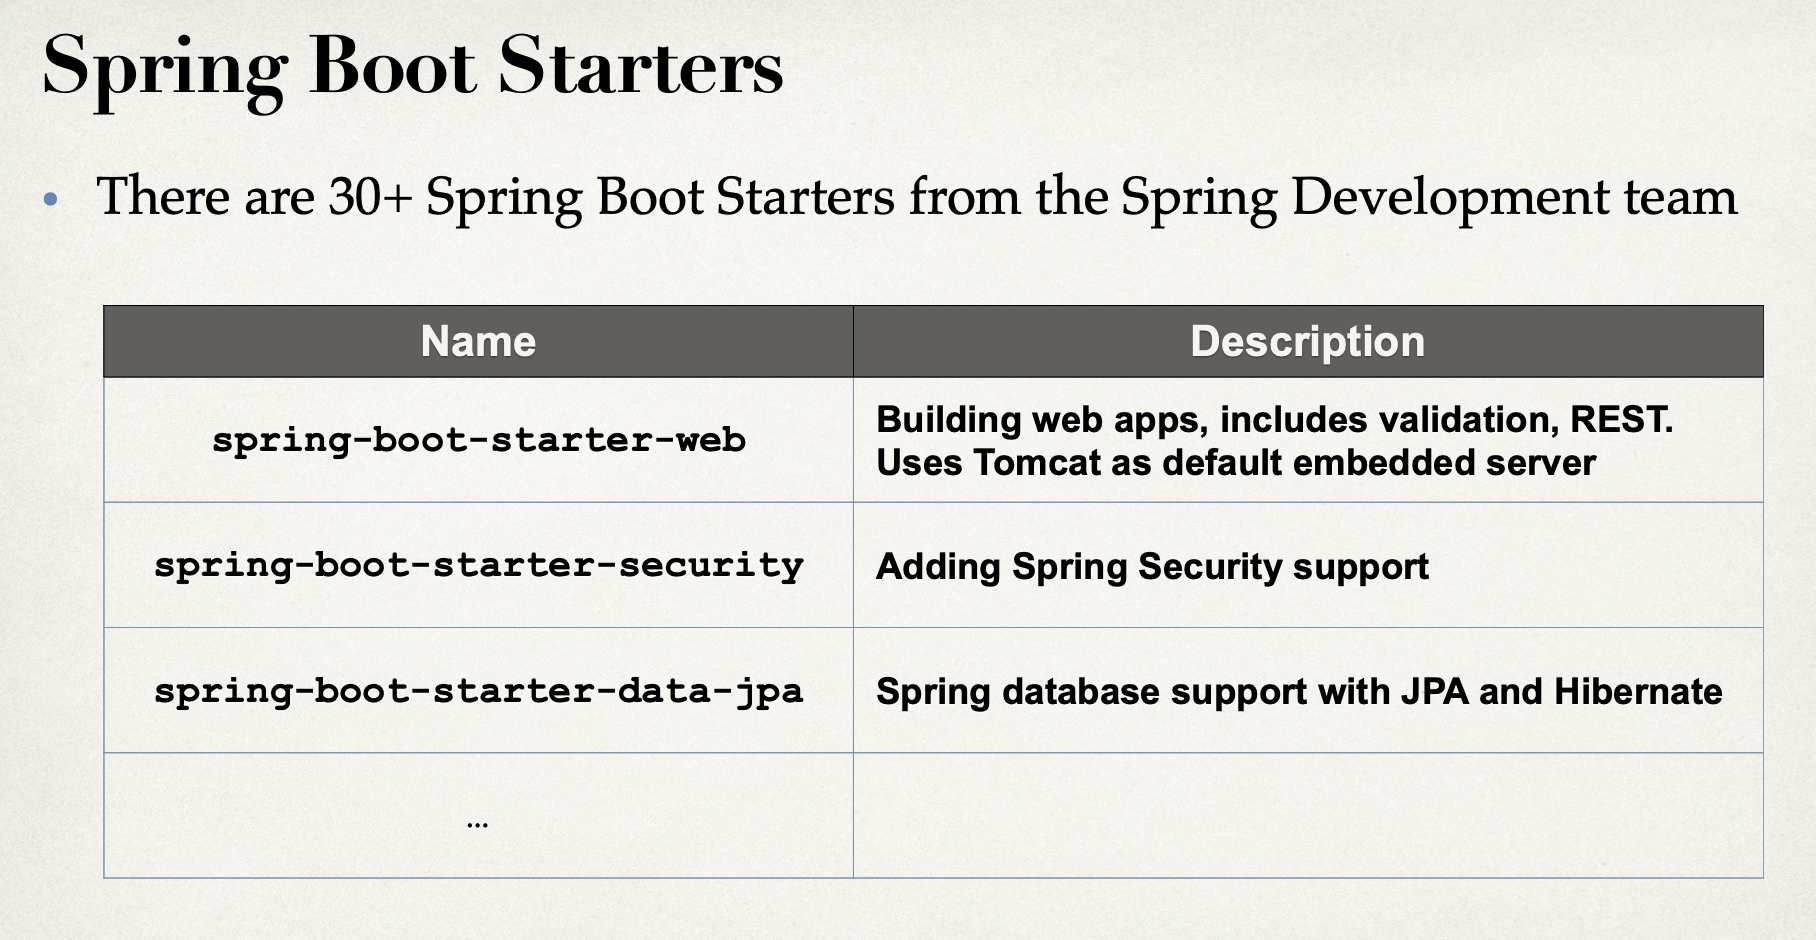 Spring Boot Starters
• There are 30+ Spring Boot Starters from the Spring Development team
Name Description
spring-boot-starter-web
Building web apps, includes validation, REST.
Uses Tomcat as default embedded server
spring-boot-starter-security Adding Spring Security support
spring-boot-starter-data-jpa Spring database support with JPA and Hibernate
...